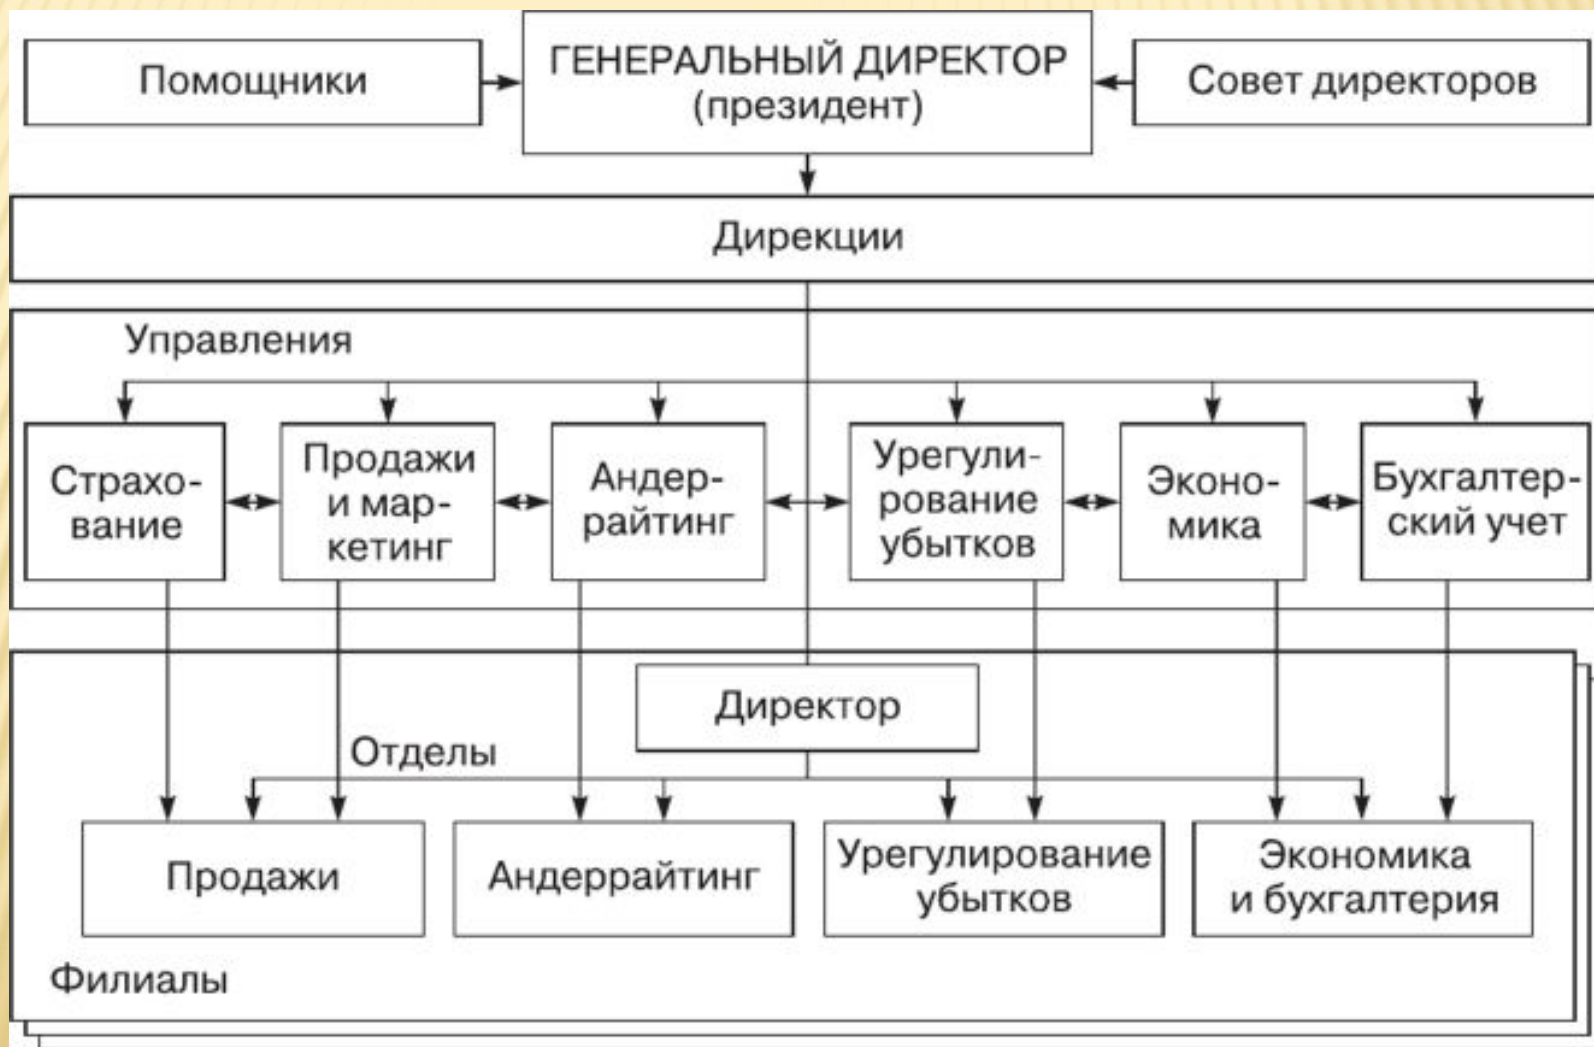 Помощники
ГЕНЕРАЛЬНЫЙ ДИРЕКТОР
(президент)
Совет директоров
Дирекции
Управления
Страхо-
вание
Продажи
и мар-
кетинг
Андер-
райтинг
Урегули-
рование
убытков
Эконо-
мика
Бухгалтер-
ский учет
Директор
Отделы
Продажи
Андеррайтинг
Урегулирование
убытков
Экономика
и бухгалтерия
Филиалы